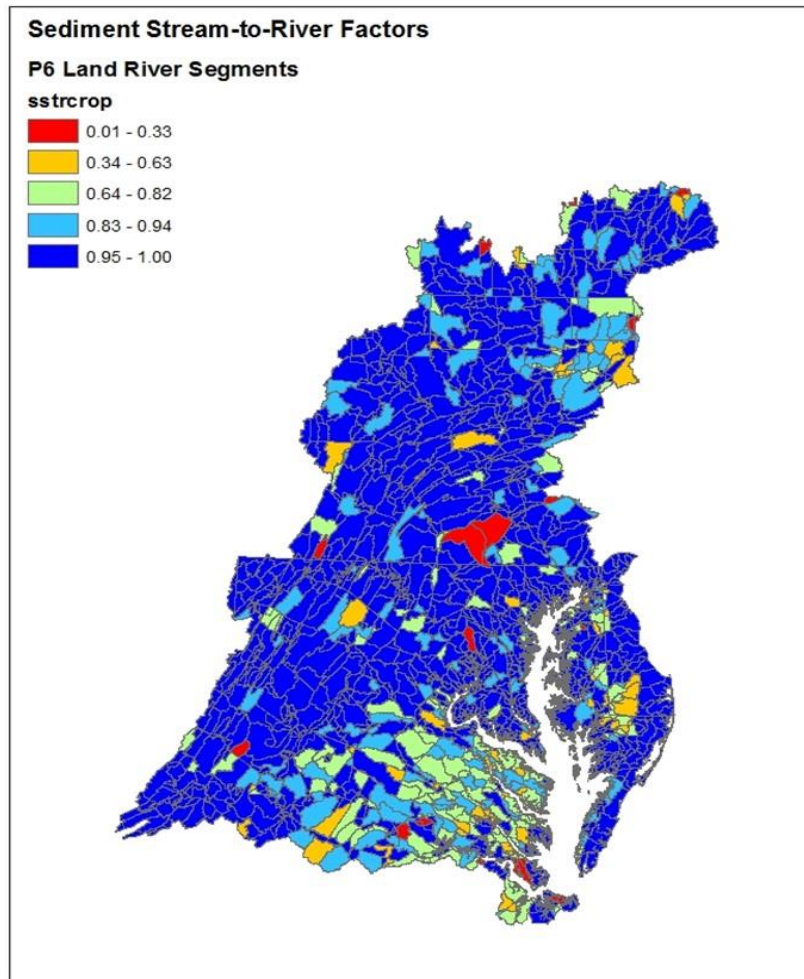 Sediment Stream-to-River Factors
P6 Land River Segments
sstrcrop
0.01 - 0.33
0.34 - 0.63
0.64 - 0.82
0.83 - 0.94
0.95 - 1.00